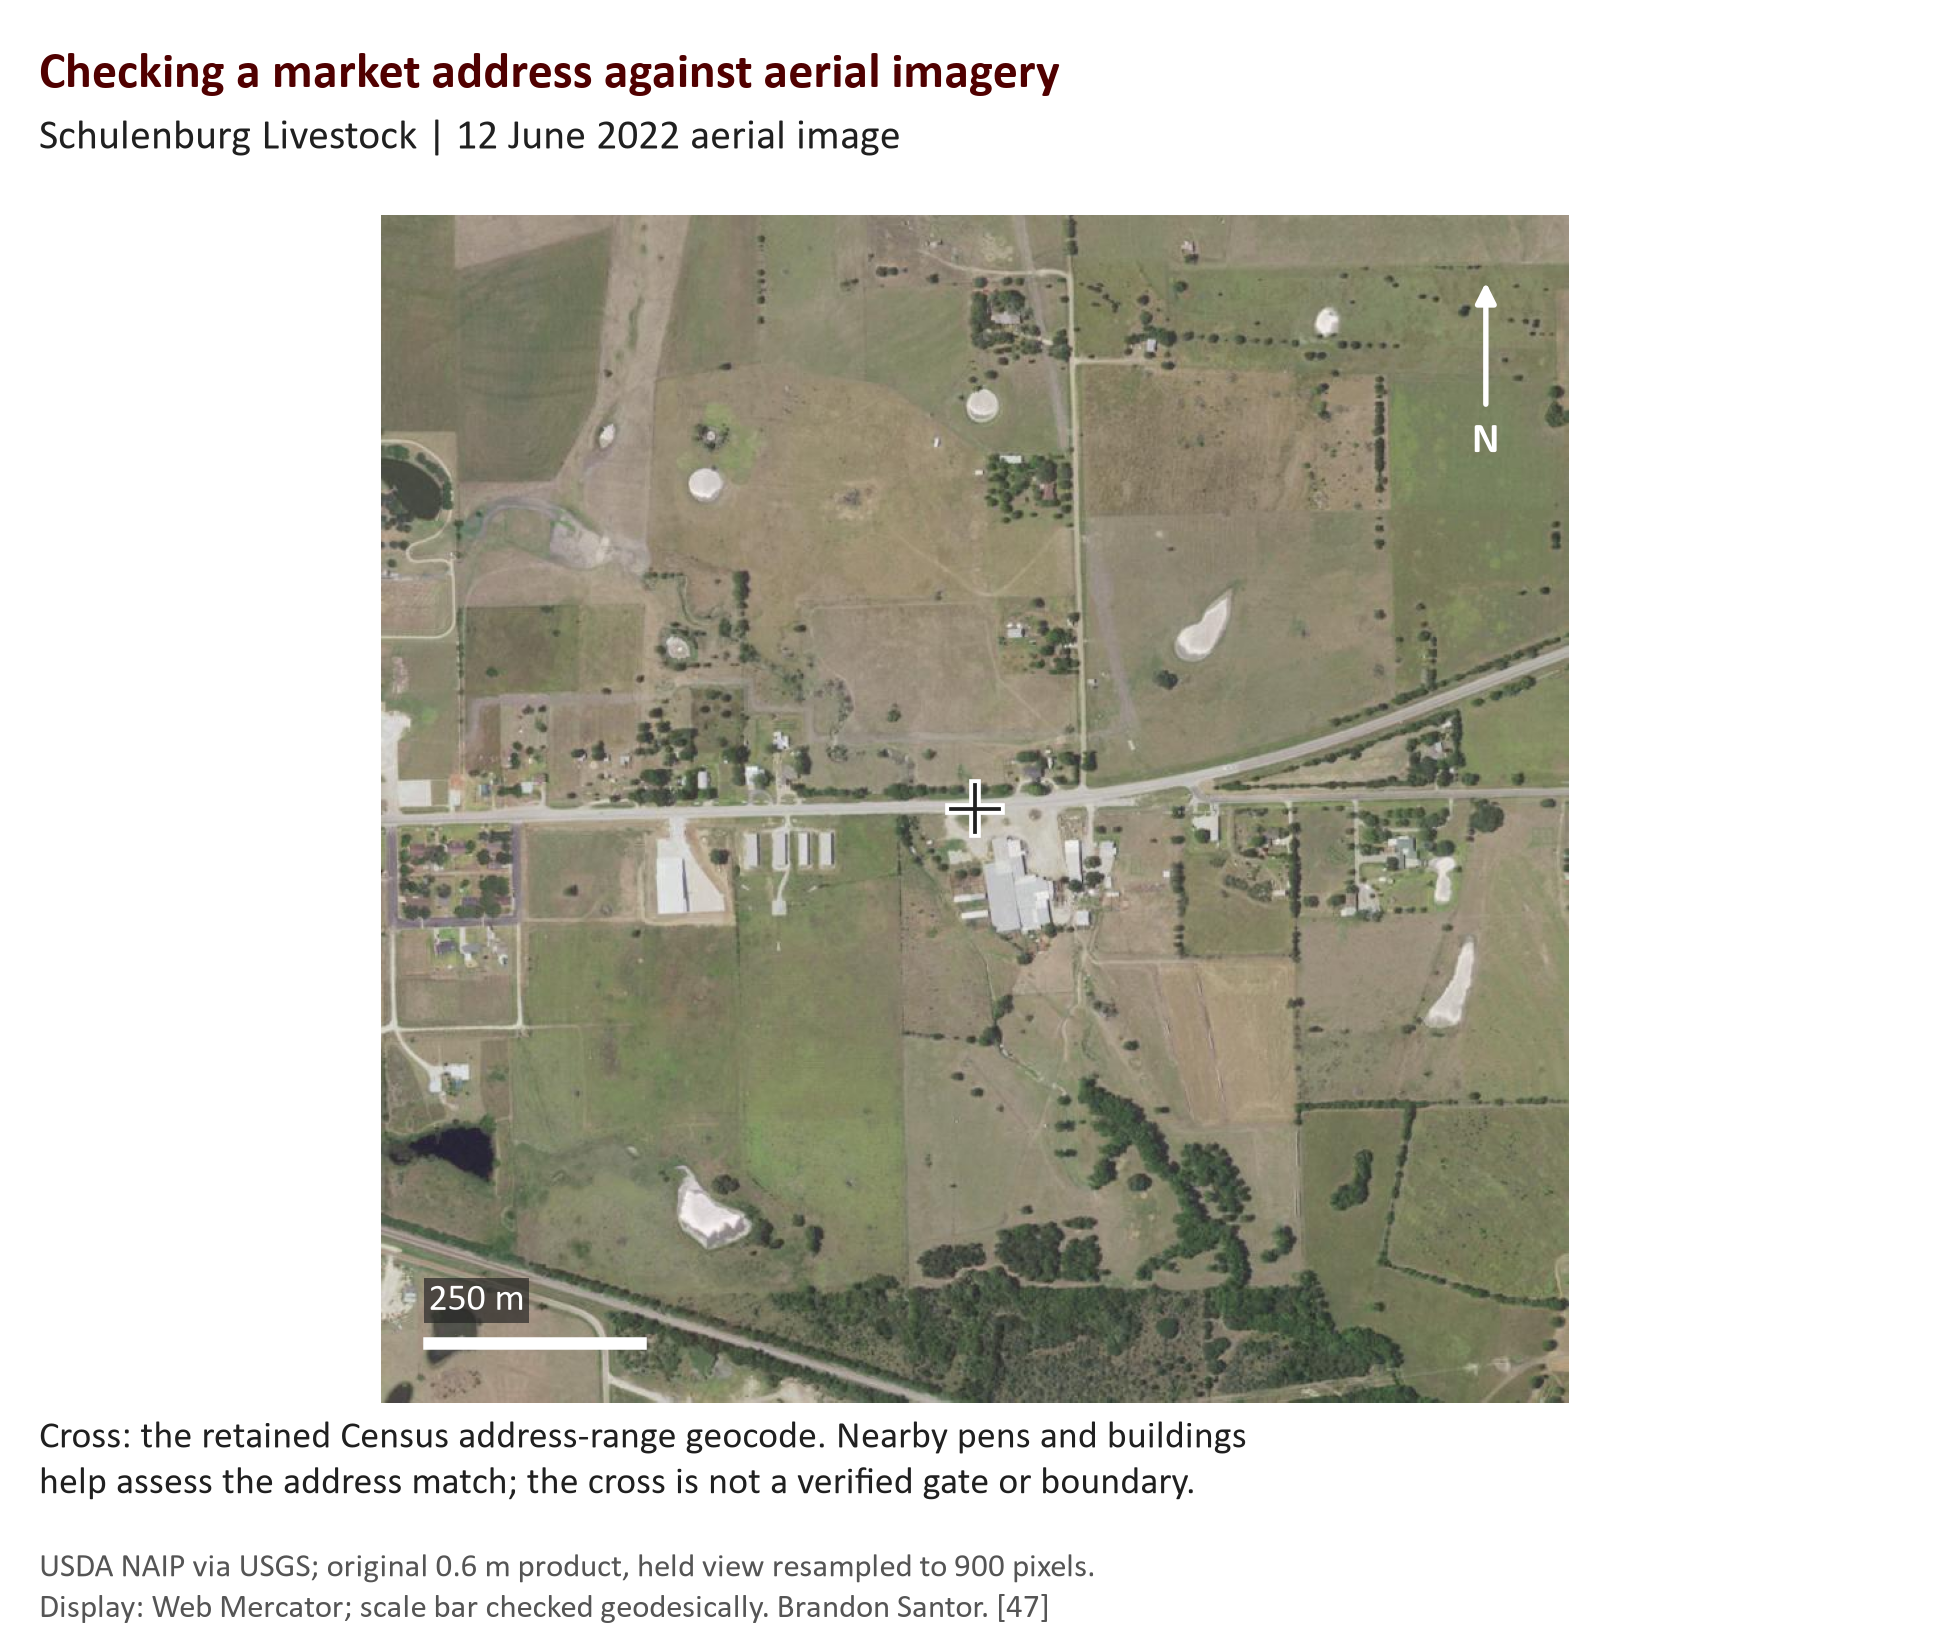 Checking a market address against aerial imagery
Schulenburg Livestock | 12 June 2022 aerial image
N
250 m
Cross: the retained Census address-range geocode. Nearby pens and buildings
help assess the address match; the cross is not a verified gate or boundary.
USDA NAIP via USGS; original 0.6 m product, held view resampled to 900 pixels.
Display: Web Mercator; scale bar checked geodesically. Brandon Santor. [47]